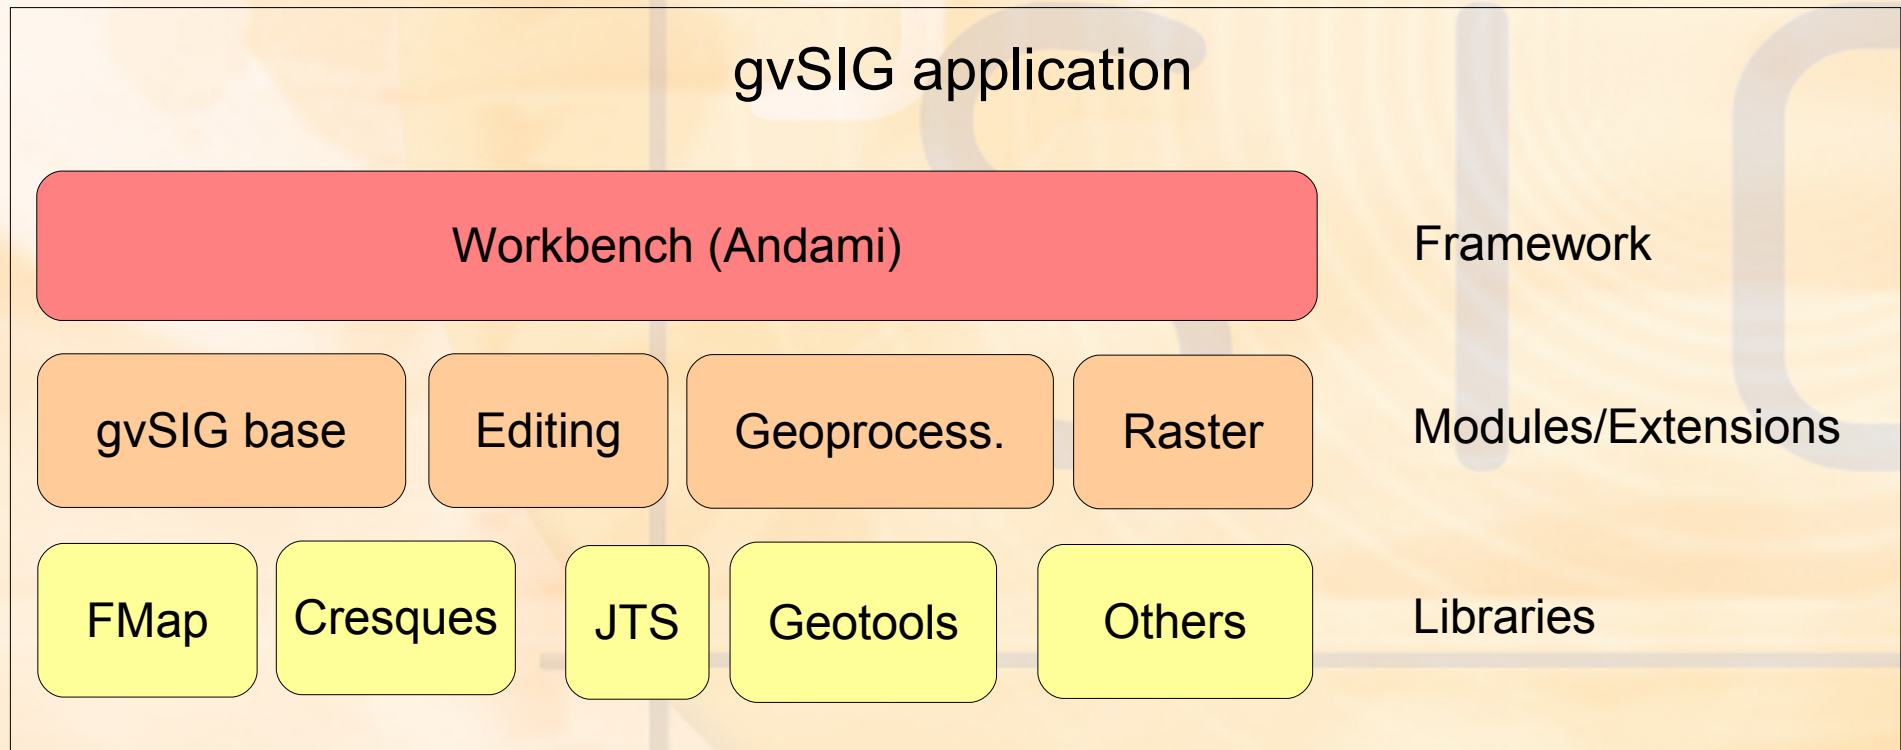 gvSIG application
Workbench (Andami)
Framework
gvSIG base
Editing
Geoprocess.
Raster
Modules/Extensions
FMap
Cresques
JTS
Geotools
Others
Libraries